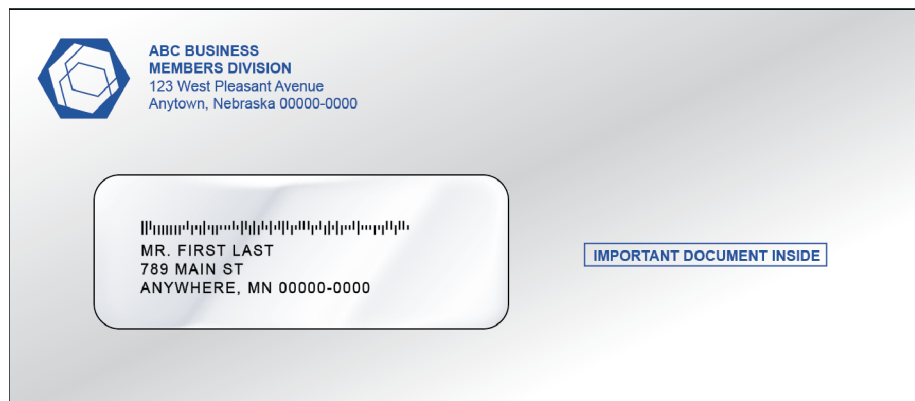 ABC BUSINESS
MEMBERS DIVISION
123 West Pleasant Avenue
Anytown, Nebraska 00000-0000
MR. FIRST LAST
789 MAIN ST
ANYWHERE, MN 00000-0000
IMPORTANT DOCUMENT INSIDE